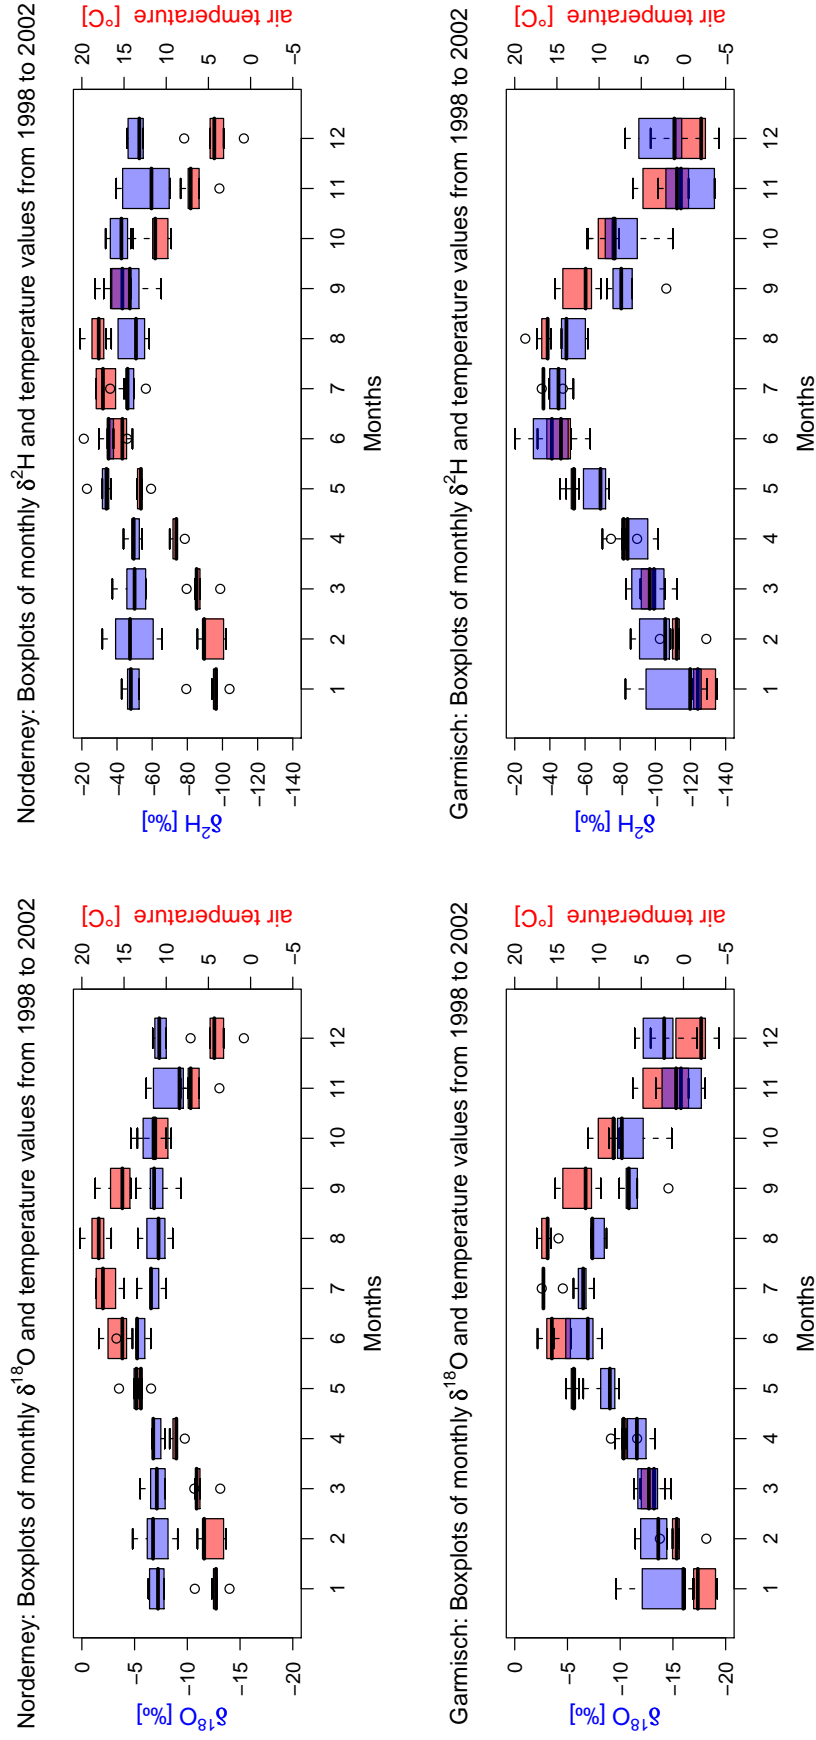 Norderney: Boxplots of monthly δ¹⁸O and temperature values from 1998 to 2002
0
−5
−10
−15
−20
δ¹⁸O [‰]
20
15
10
5
0
−5
air temperature [°C]
1 2 3 4 5 6 7 8 9 10 11 12
Months
Norderney: Boxplots of monthly δ²H and temperature values from 1998 to 2002
−20
−40
−60
−80
−100
−120
−140
δ²H [‰]
20
15
10
5
0
−5
air temperature [°C]
1 2 3 4 5 6 7 8 9 10 11 12
Months
Garmisch: Boxplots of monthly δ¹⁸O and temperature values from 1998 to 2002
0
−5
−10
−15
−20
δ¹⁸O [‰]
20
15
10
5
0
−5
air temperature [°C]
1 2 3 4 5 6 7 8 9 10 11 12
Months
Garmisch: Boxplots of monthly δ²H and temperature values from 1998 to 2002
−20
−40
−60
−80
−100
−120
−140
δ²H [‰]
20
15
10
5
0
−5
air temperature [°C]
1 2 3 4 5 6 7 8 9 10 11 12
Months